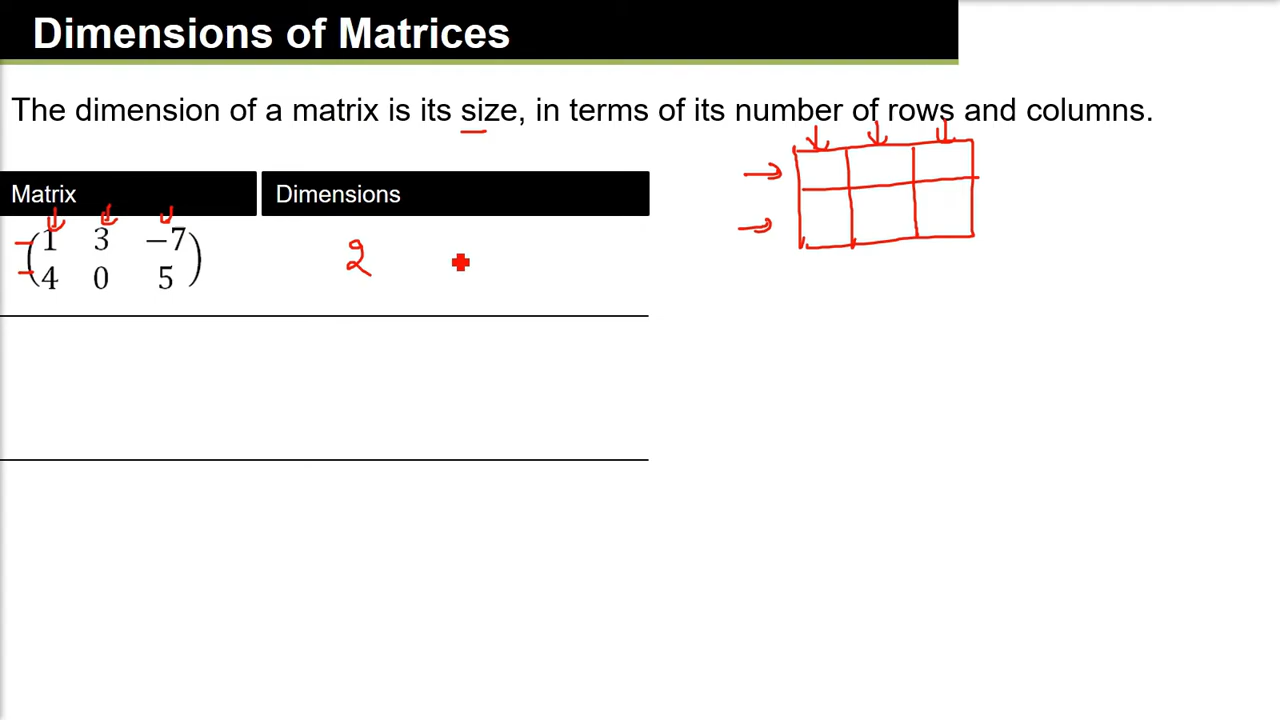 Dimensions of Matrices
The dimension of a matrix is its size, in terms of its number of rows and columns.
Matrix Dimensions
1 3 −7
4 0 5
2